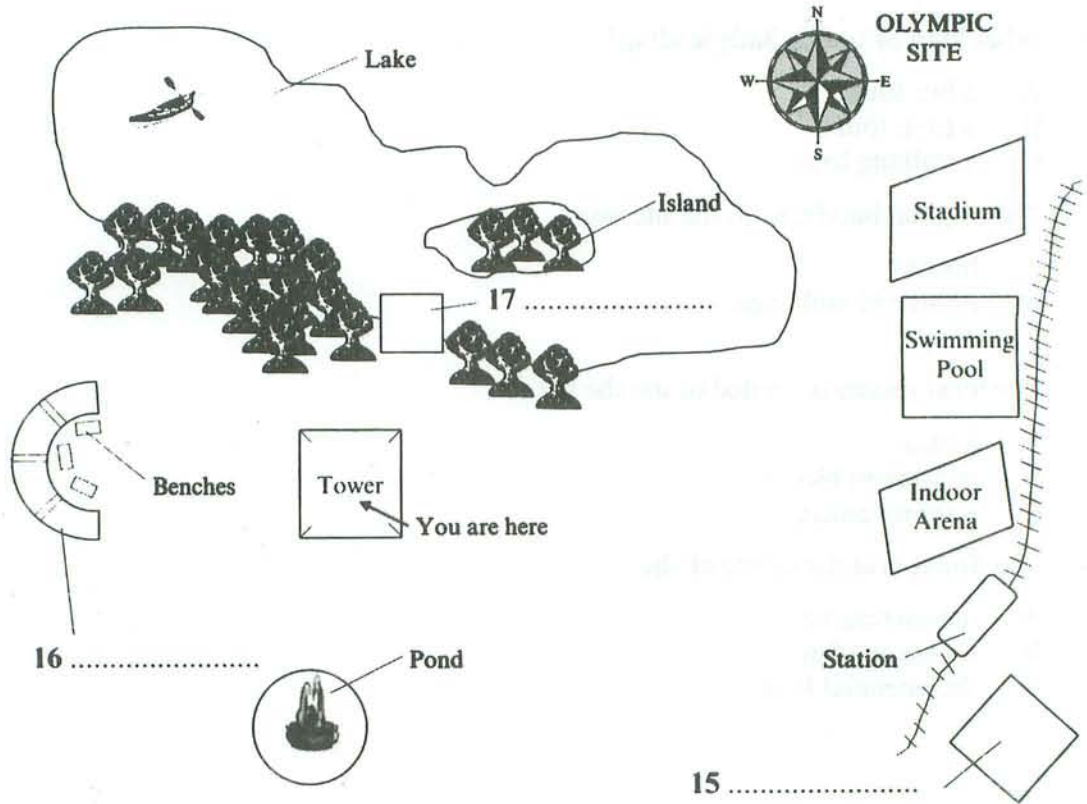 OLYMPIC
SITE
N
W
E
S
Lake
Island
Stadium
17 ..............................
Swimming
Pool
Benches
Tower
You are here
Indoor
Arena
16 ..........................
Pond
Station
15 .........................